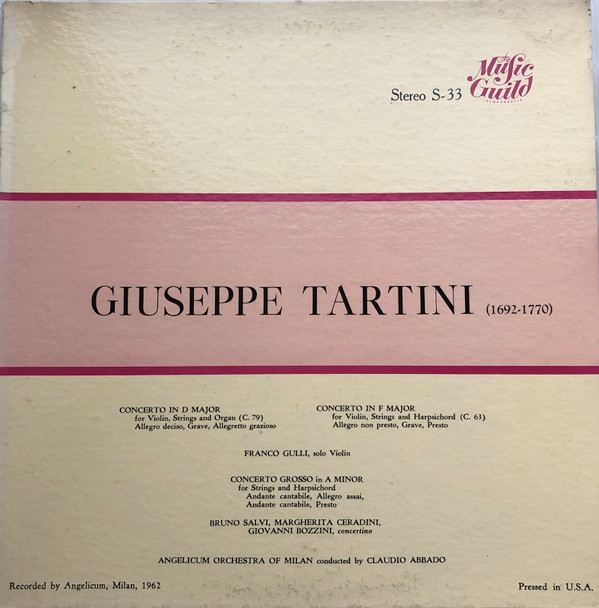 The
Music
Guild
INCORPORATED
Stereo S-33
GIUSEPPE TARTINI (1692-1770)
CONCERTO IN D MAJOR
for Violin, Strings and Organ (C. 79)
Allegro deciso, Grave, Allegretto grazioso
CONCERTO IN F MAJOR
for Violin, Strings and Harpsichord (C. 63)
Allegro non presto, Grave, Presto
FRANCO GULLI, solo Violin
CONCERTO GROSSO in A MINOR
for Strings and Harpsichord
Andante cantabile, Allegro assai,
Andante cantabile, Presto
BRUNO SALVI, MARGHERITA CERADINI,
GIOVANNI BOZZINI, concertino
ANGELICUM ORCHESTRA OF MILAN conducted by CLAUDIO ABBADO
Recorded by Angelicum, Milan, 1962
Pressed in U.S.A.